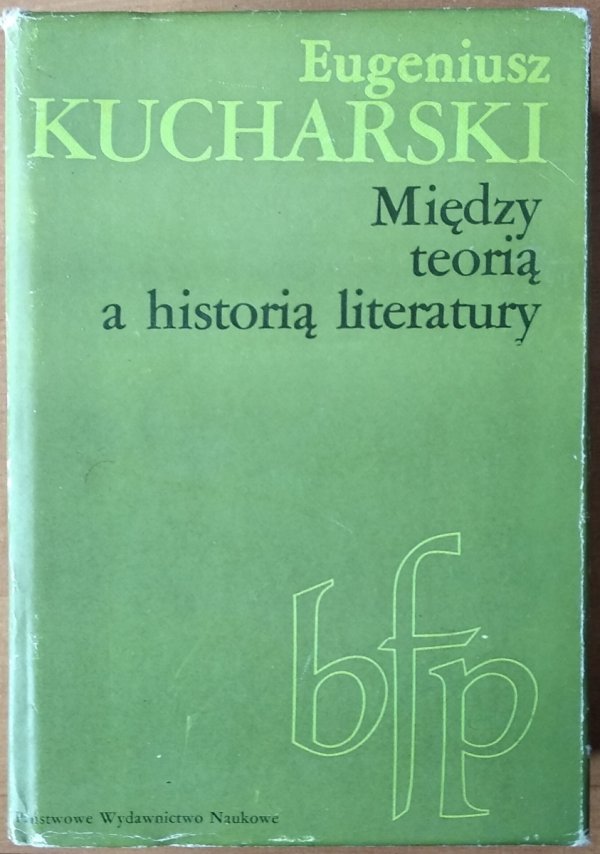 Eugeniusz
KUCHARSKI
Między
teorią
a historią literatury
bfp
Państwowe Wydawnictwo Naukowe